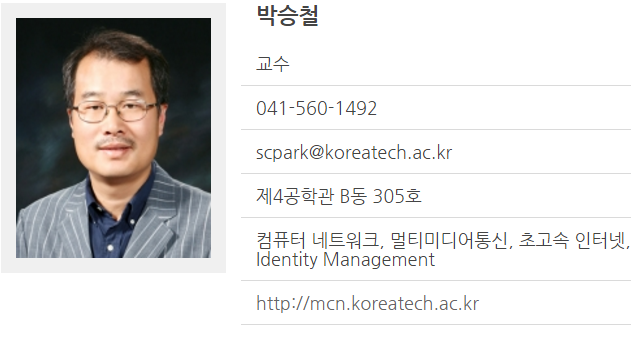 박승철
교수
041-560-1492
scpark@koreatech.ac.kr
제4공학관 B동 305호
컴퓨터 네트워크, 멀티미디어통신, 초고속 인터넷,
Identity Management
http://mcn.koreatech.ac.kr